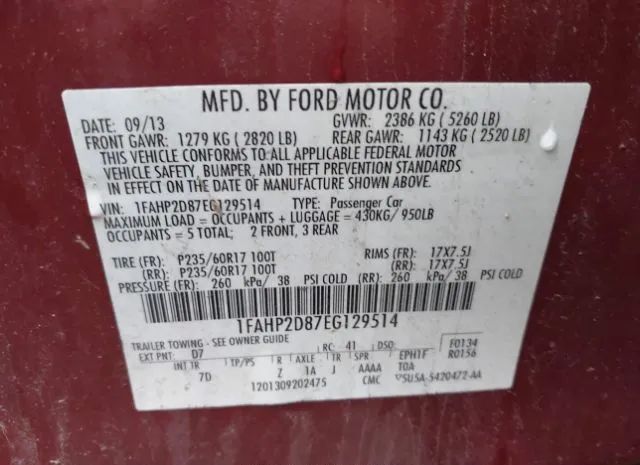 MFD. BY FORD MOTOR CO.
DATE: 09/13 GVWR: 2386 KG ( 5260 LB)
FRONT GAWR: 1279 KG ( 2820 LB) REAR GAWR: 1143 KG ( 2520 LB)
THIS VEHICLE CONFORMS TO ALL APPLICABLE FEDERAL MOTOR
VEHICLE SAFETY, BUMPER, AND THEFT PREVENTION STANDARDS
IN EFFECT ON THE DATE OF MANUFACTURE SHOWN ABOVE.
VIN: 1FAHP2D87EG129514 TYPE: Passenger Car
MAXIMUM LOAD = OCCUPANTS + LUGGAGE = 430KG/ 950LB
OCCUPANTS = 5 TOTAL; 2 FRONT, 3 REAR
TIRE (FR): P235/60R17 100T RIMS (FR): 17X7.5J
(RR): P235/60R17 100T (RR): 17X7.5J
PRESSURE (FR): 260 kPa/ 38 PSI COLD (RR): 260 kPa/ 38 PSI COLD
1FAHP2D87EG129514
TRAILER TOWING - SEE OWNER GUIDE
EXT PNT: D7 RC: 41 DSO: F0134
R0156
INT TR TP/PS R AXLE TR SPR EPH1F
7D Z 1A J AAAA TOA
1201309202475 CMC 5U5A-5420472-AA